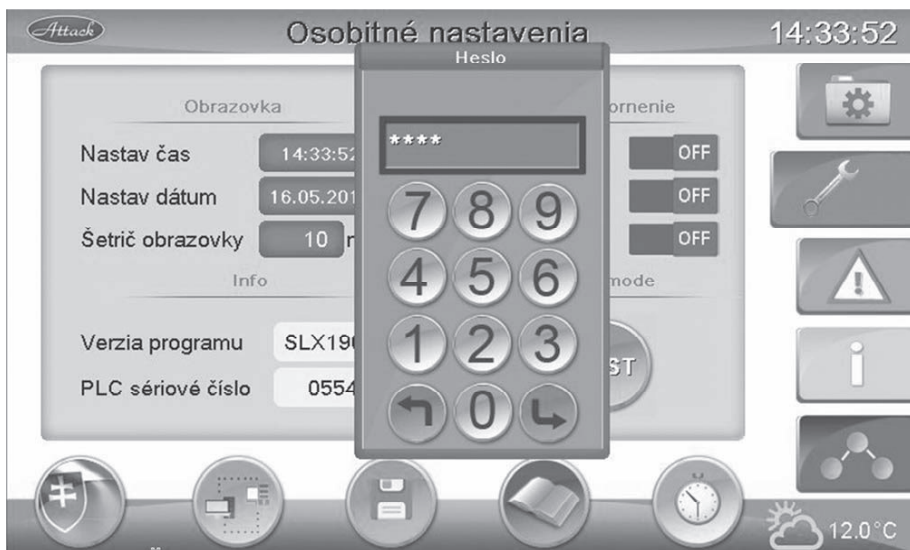 Attack
Osobitné nastavenia
14:33:52
Heslo
Obrazovka
ornenie
****
Nastav čas
14:33:52
OFF
Nastav dátum
16.05.201
OFF
Šetrič obrazovky
10
OFF
Info
mode
Verzia programu
SLX190
PLC sériové číslo
0554
ST
7 8 9
4 5 6
1 2 3
0
12.0°C